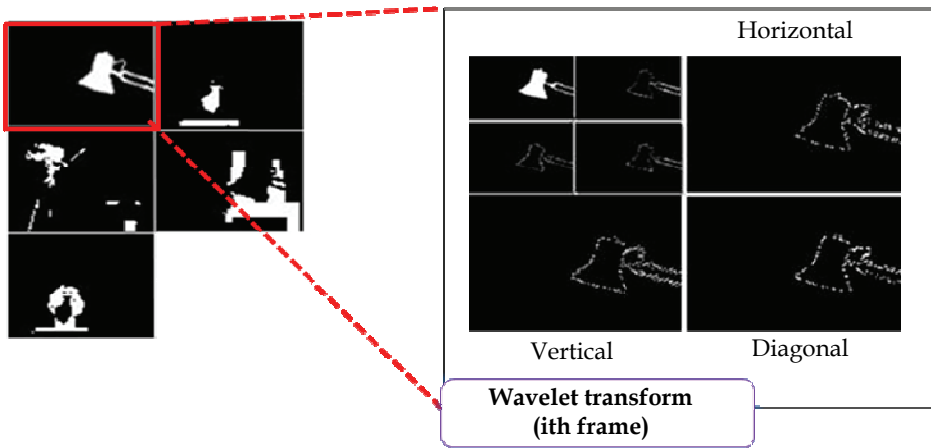 Horizontal
Vertical
Diagonal
Wavelet transform
(ith frame)